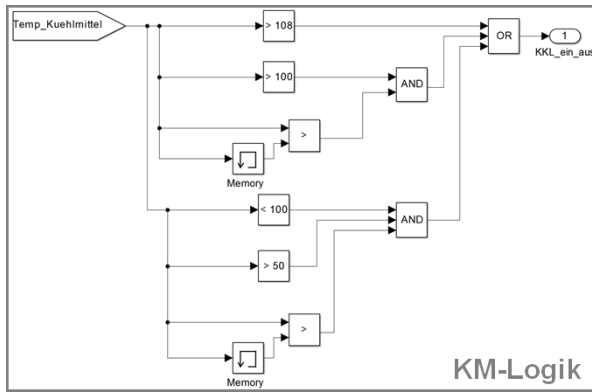 Temp_Kuehlmittel
> 108
OR
1
KKL_ein_aus
> 100
AND
>
Memory
< 100
AND
> 50
>
Memory
KM-Logik